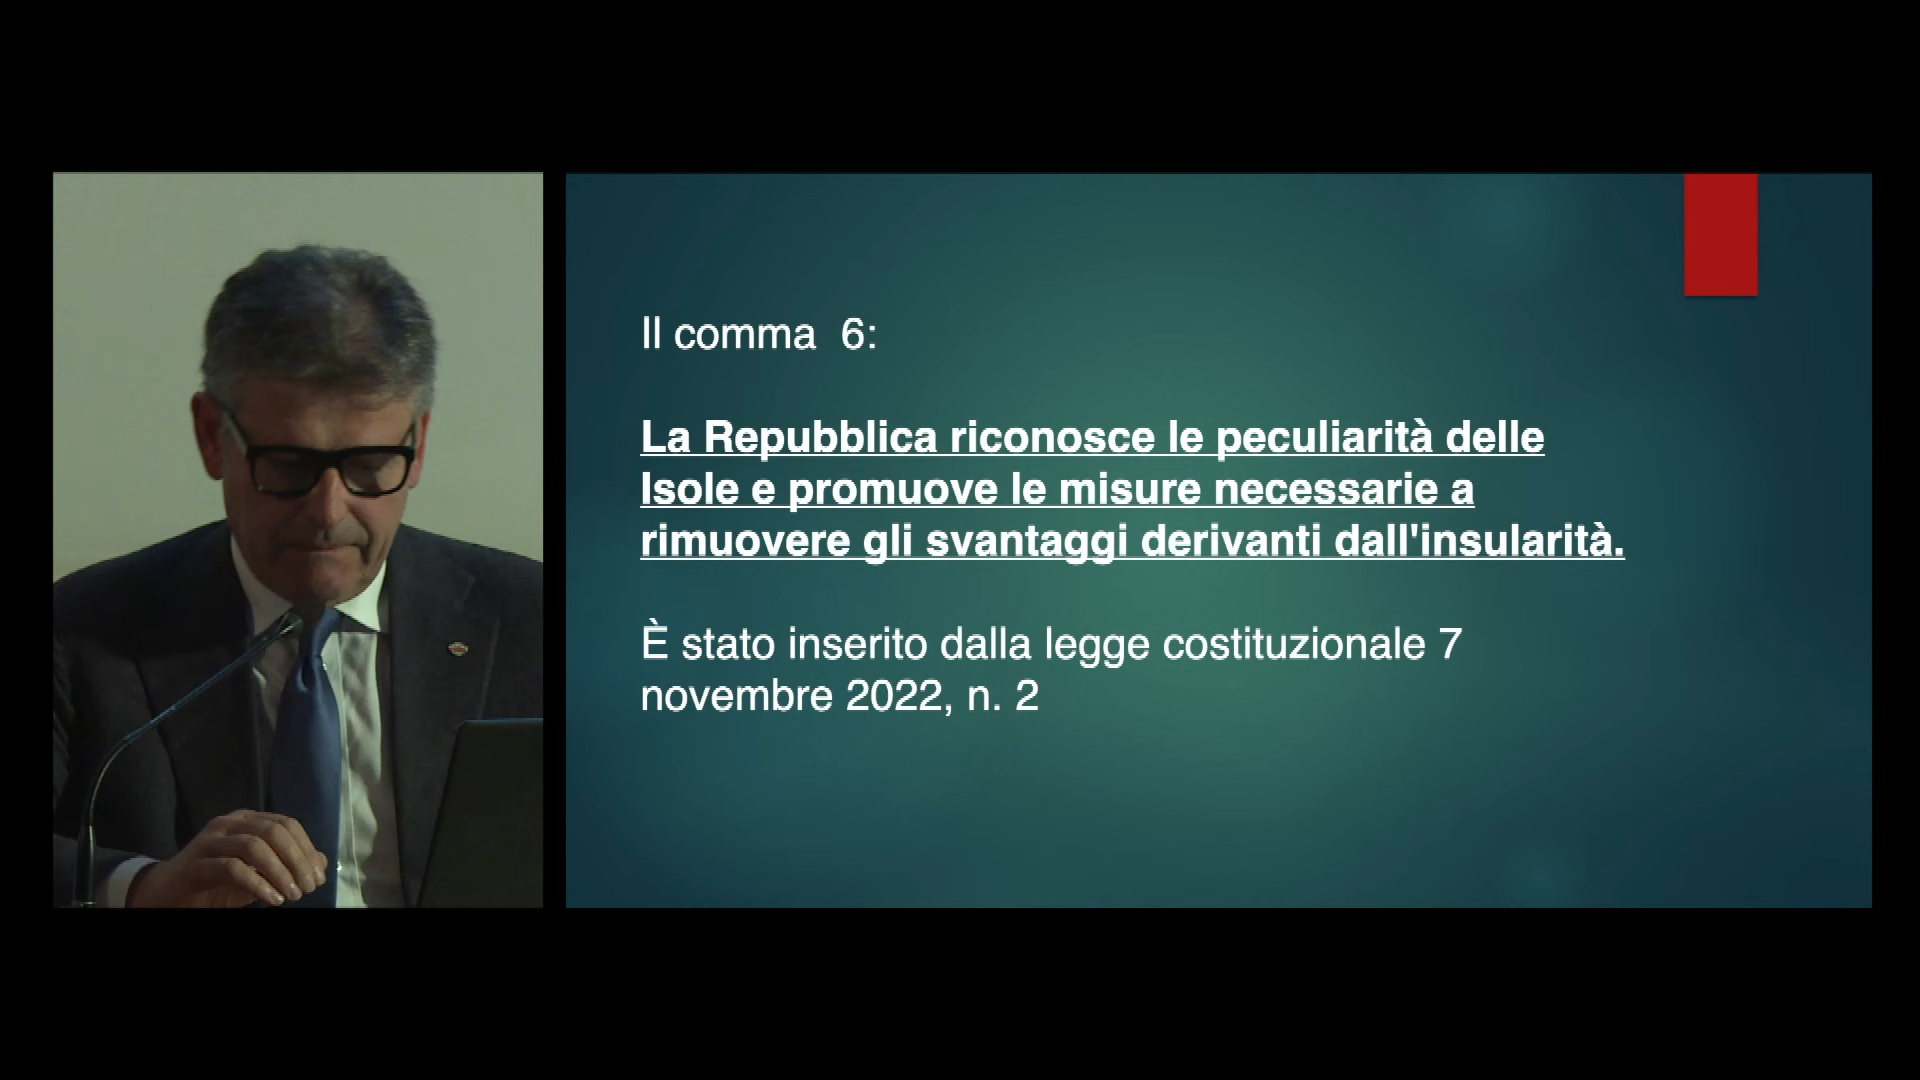 Il comma  6:
La Repubblica riconosce le peculiarità delle
Isole e promuove le misure necessarie a
rimuovere gli svantaggi derivanti dall'insularità.
È stato inserito dalla legge costituzionale 7
novembre 2022, n. 2